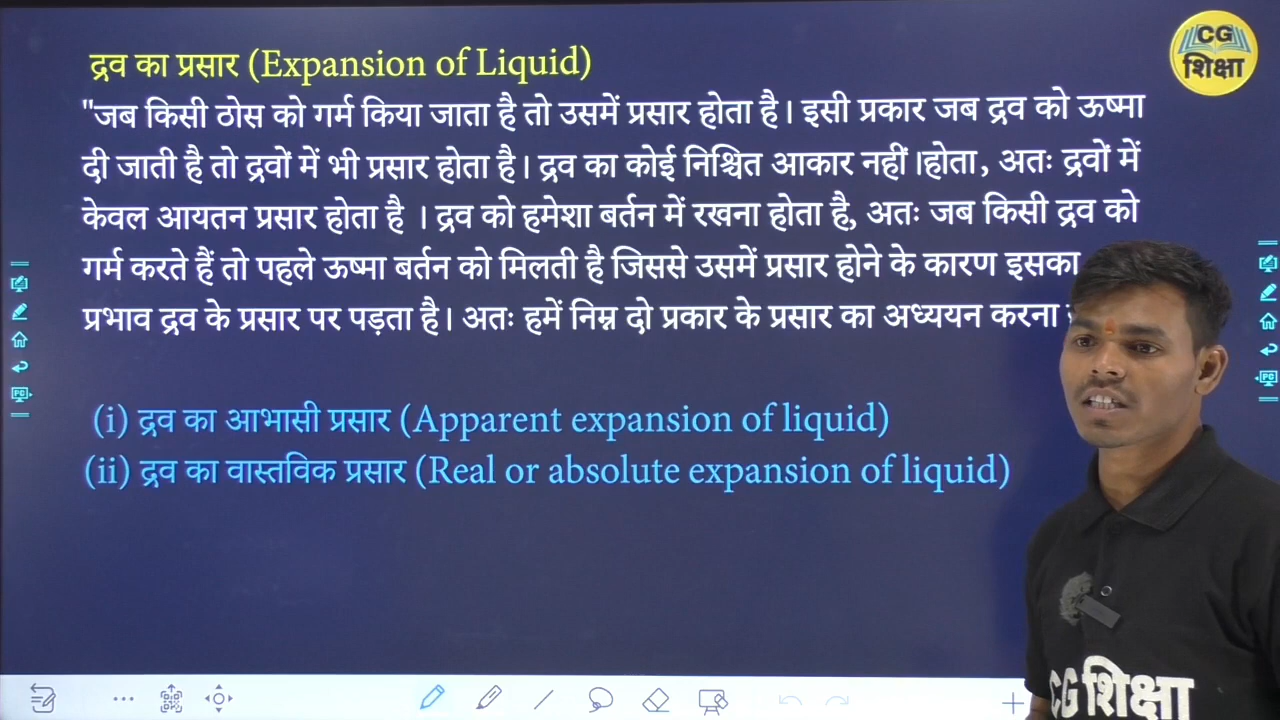 द्रव का प्रसार (Expansion of Liquid)
CG
शिक्षा
"जब किसी ठोस को गर्म किया जाता है तो उसमें प्रसार होता है। इसी प्रकार जब द्रव को ऊष्मा
दी जाती है तो द्रवों में भी प्रसार होता है। द्रव का कोई निश्चित आकार नहीं ।होता, अतः द्रवों में
केवल आयतन प्रसार होता है । द्रव को हमेशा बर्तन में रखना होता है, अतः जब किसी द्रव को
गर्म करते हैं तो पहले ऊष्मा बर्तन को मिलती है जिससे उसमें प्रसार होने के कारण इसका
प्रभाव द्रव के प्रसार पर पड़ता है। अतः हमें निम्न दो प्रकार के प्रसार का अध्ययन करना
(i) द्रव का आभासी प्रसार (Apparent expansion of liquid)
(ii) द्रव का वास्तविक प्रसार (Real or absolute expansion of liquid)
PC
PC
CG शिक्षा